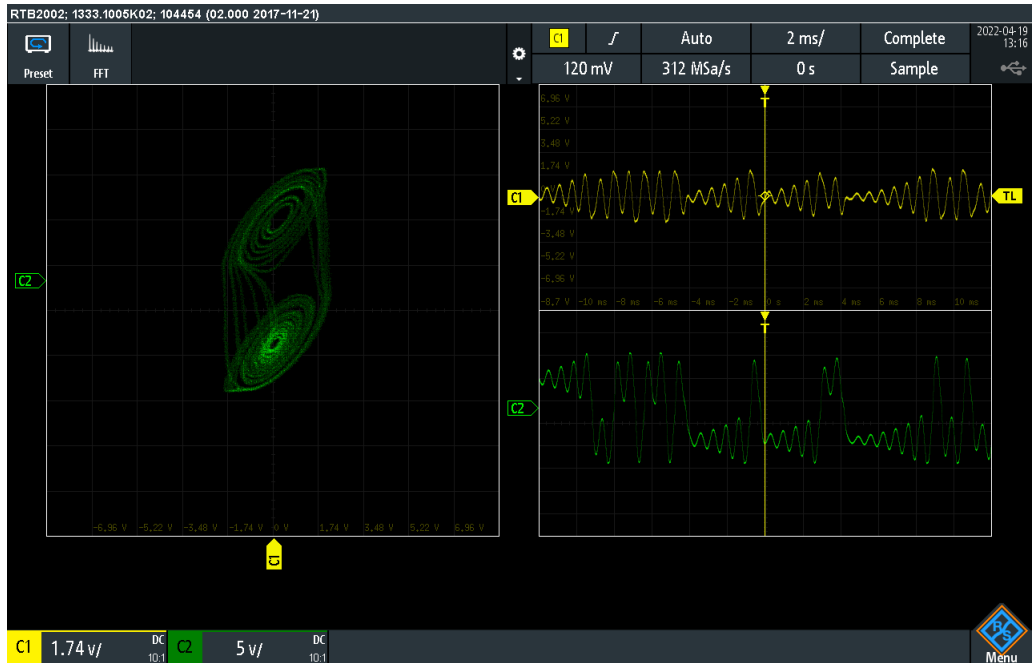 RTB2002; 1333.1005K02; 104454 (02.000 2017-11-21)
Preset
FFT
C1
Auto
2 ms/
Complete
2022-04-19
13:16
120 mV
312 MSa/s
0 s
Sample
6,96 V
5,22 V
3,48 V
1,74 V
-1,74 V
-3,48 V
-5,22 V
-6,96 V
-8,7 V -10 ms -8 ms -6 ms -4 ms -2 ms 0 s 2 ms 4 ms 6 ms 8 ms 10 ms
T
C1
TL
C2
T
C2
-6,96 V -5,22 V -3,48 V -1,74 V 0 V 1,74 V 3,48 V 5,22 V 6,96 V
C1
C1 1.74 v/ DC 10:1 C2 5 v/ DC 10:1
R S
Menu